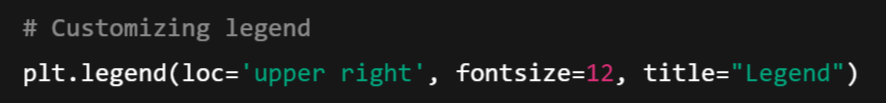 # Customizing legend
plt.legend(loc='upper right', fontsize=12, title="Legend")